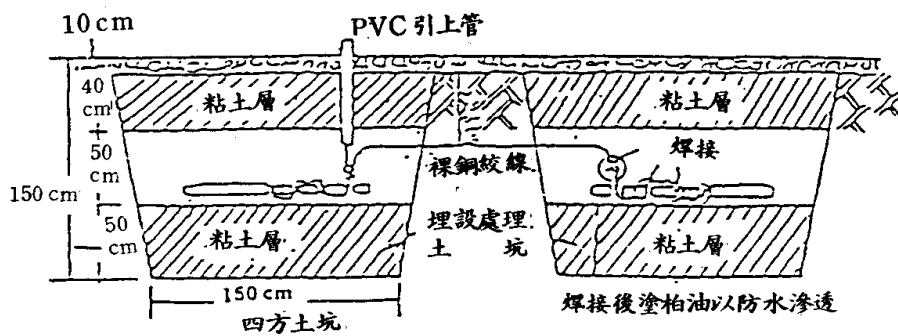 10 cm
PVC 引上管
40 cm
粘土層
粘土層
50 cm
裸銅絞線
焊接
150 cm
50 cm
粘土層
埋設處理
土 坑
粘土層
150 cm
四方土坑
焊接後塗柏油以防水滲透